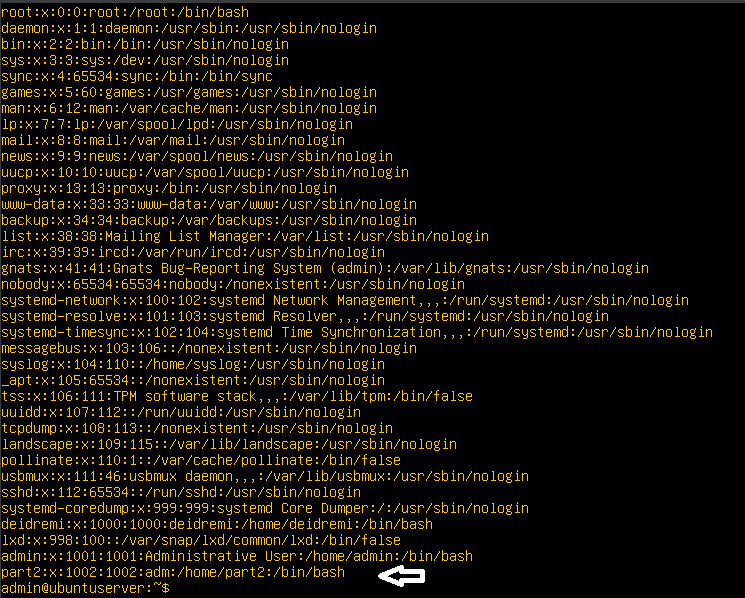 root:x:0:0:root:/root:/bin/bash
daemon:x:1:1:daemon:/usr/sbin:/usr/sbin/nologin
bin:x:2:2:bin:/bin:/usr/sbin/nologin
sys:x:3:3:sys:/dev:/usr/sbin/nologin
sync:x:4:65534:sync:/bin:/bin/sync
games:x:5:60:games:/usr/games:/usr/sbin/nologin
man:x:6:12:man:/var/cache/man:/usr/sbin/nologin
lp:x:7:7:lp:/var/spool/lpd:/usr/sbin/nologin
mail:x:8:8:mail:/var/mail:/usr/sbin/nologin
news:x:9:9:news:/var/spool/news:/usr/sbin/nologin
uucp:x:10:10:uucp:/var/spool/uucp:/usr/sbin/nologin
proxy:x:13:13:proxy:/bin:/usr/sbin/nologin
www-data:x:33:33:www-data:/var/www:/usr/sbin/nologin
backup:x:34:34:backup:/var/backups:/usr/sbin/nologin
list:x:38:38:Mailing List Manager:/var/list:/usr/sbin/nologin
irc:x:39:39:ircd:/var/run/ircd:/usr/sbin/nologin
gnats:x:41:41:Gnats Bug-Reporting System (admin):/var/lib/gnats:/usr/sbin/nologin
nobody:x:65534:65534:nobody:/nonexistent:/usr/sbin/nologin
systemd-network:x:100:102:systemd Network Management,,,:/run/systemd:/usr/sbin/nologin
systemd-resolve:x:101:103:systemd Resolver,,,:/run/systemd:/usr/sbin/nologin
systemd-timesync:x:102:104:systemd Time Synchronization,,,:/run/systemd:/usr/sbin/nologin
messagebus:x:103:106::/nonexistent:/usr/sbin/nologin
syslog:x:104:110::/home/syslog:/usr/sbin/nologin
_apt:x:105:65534::/nonexistent:/usr/sbin/nologin
tss:x:106:111:TPM software stack,,,:/var/lib/tpm:/bin/false
uuidd:x:107:112::/run/uuidd:/usr/sbin/nologin
tcpdump:x:108:113::/nonexistent:/usr/sbin/nologin
landscape:x:109:115::/var/lib/landscape:/usr/sbin/nologin
pollinate:x:110:1::/var/cache/pollinate:/bin/false
usbmux:x:111:46:usbmux daemon,,,:/var/lib/usbmux:/usr/sbin/nologin
sshd:x:112:65534::/run/sshd:/usr/sbin/nologin
systemd-coredump:x:999:999:systemd Core Dumper:/:/usr/sbin/nologin
deidremi:x:1000:1000:deidremi:/home/deidremi:/bin/bash
lxd:x:998:100::/var/snap/lxd/common/lxd:/bin/false
admin:x:1001:1001:Administrative User:/home/admin:/bin/bash
part2:x:1002:1002:adm:/home/part2:/bin/bash
admin@ubuntuserver:~$